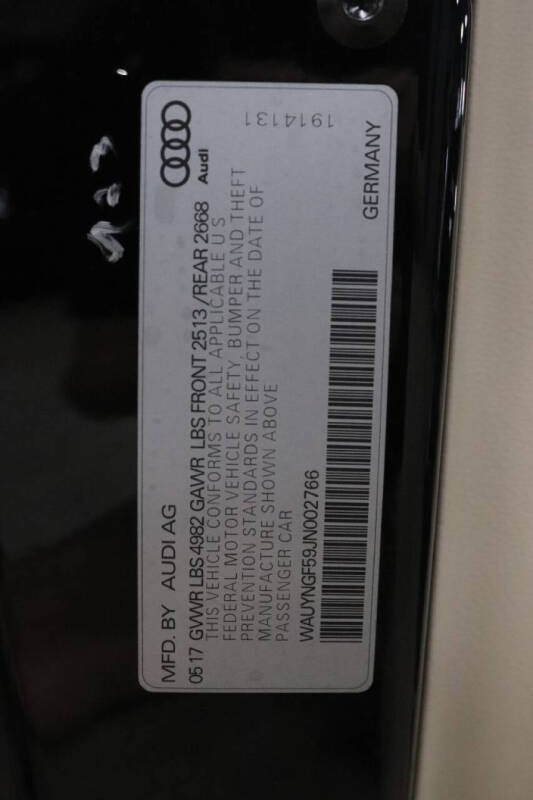 MFD. BY AUDI AG
Audi
0517 GVWR LBS 4982 GAWR LBS FRONT 2513/REAR 2668
THIS VEHICLE CONFORMS TO ALL APPLICABLE U S
FEDERAL MOTOR VEHICLE SAFETY, BUMPER AND THEFT
PREVENTION STANDARDS IN EFFECT ON THE DATE OF
MANUFACTURE SHOWN ABOVE
PASSENGER CAR
WAUYNGF59JN002766
GERMANY
1914131